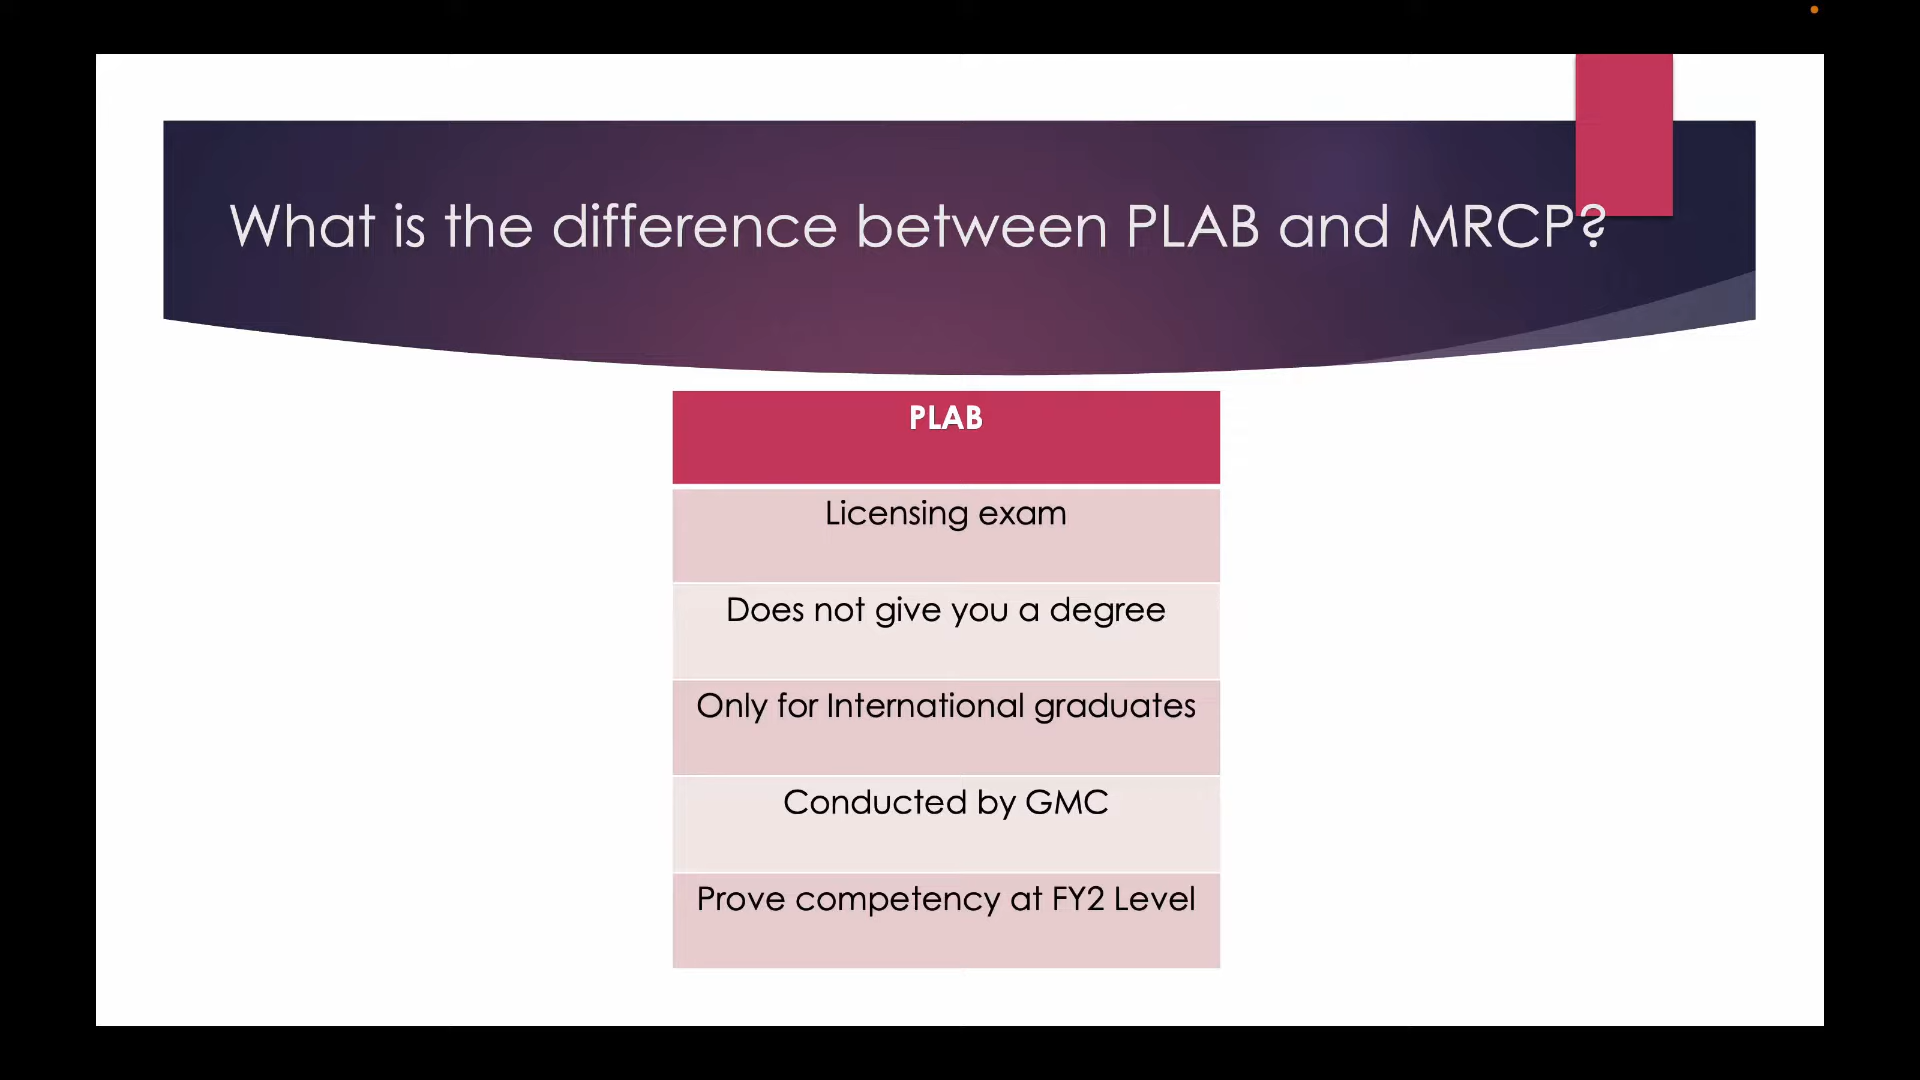 What is the difference between PLAB and MRCP?
PLAB
Licensing exam
Does not give you a degree
Only for International graduates
Conducted by GMC
Prove competency at FY2 Level